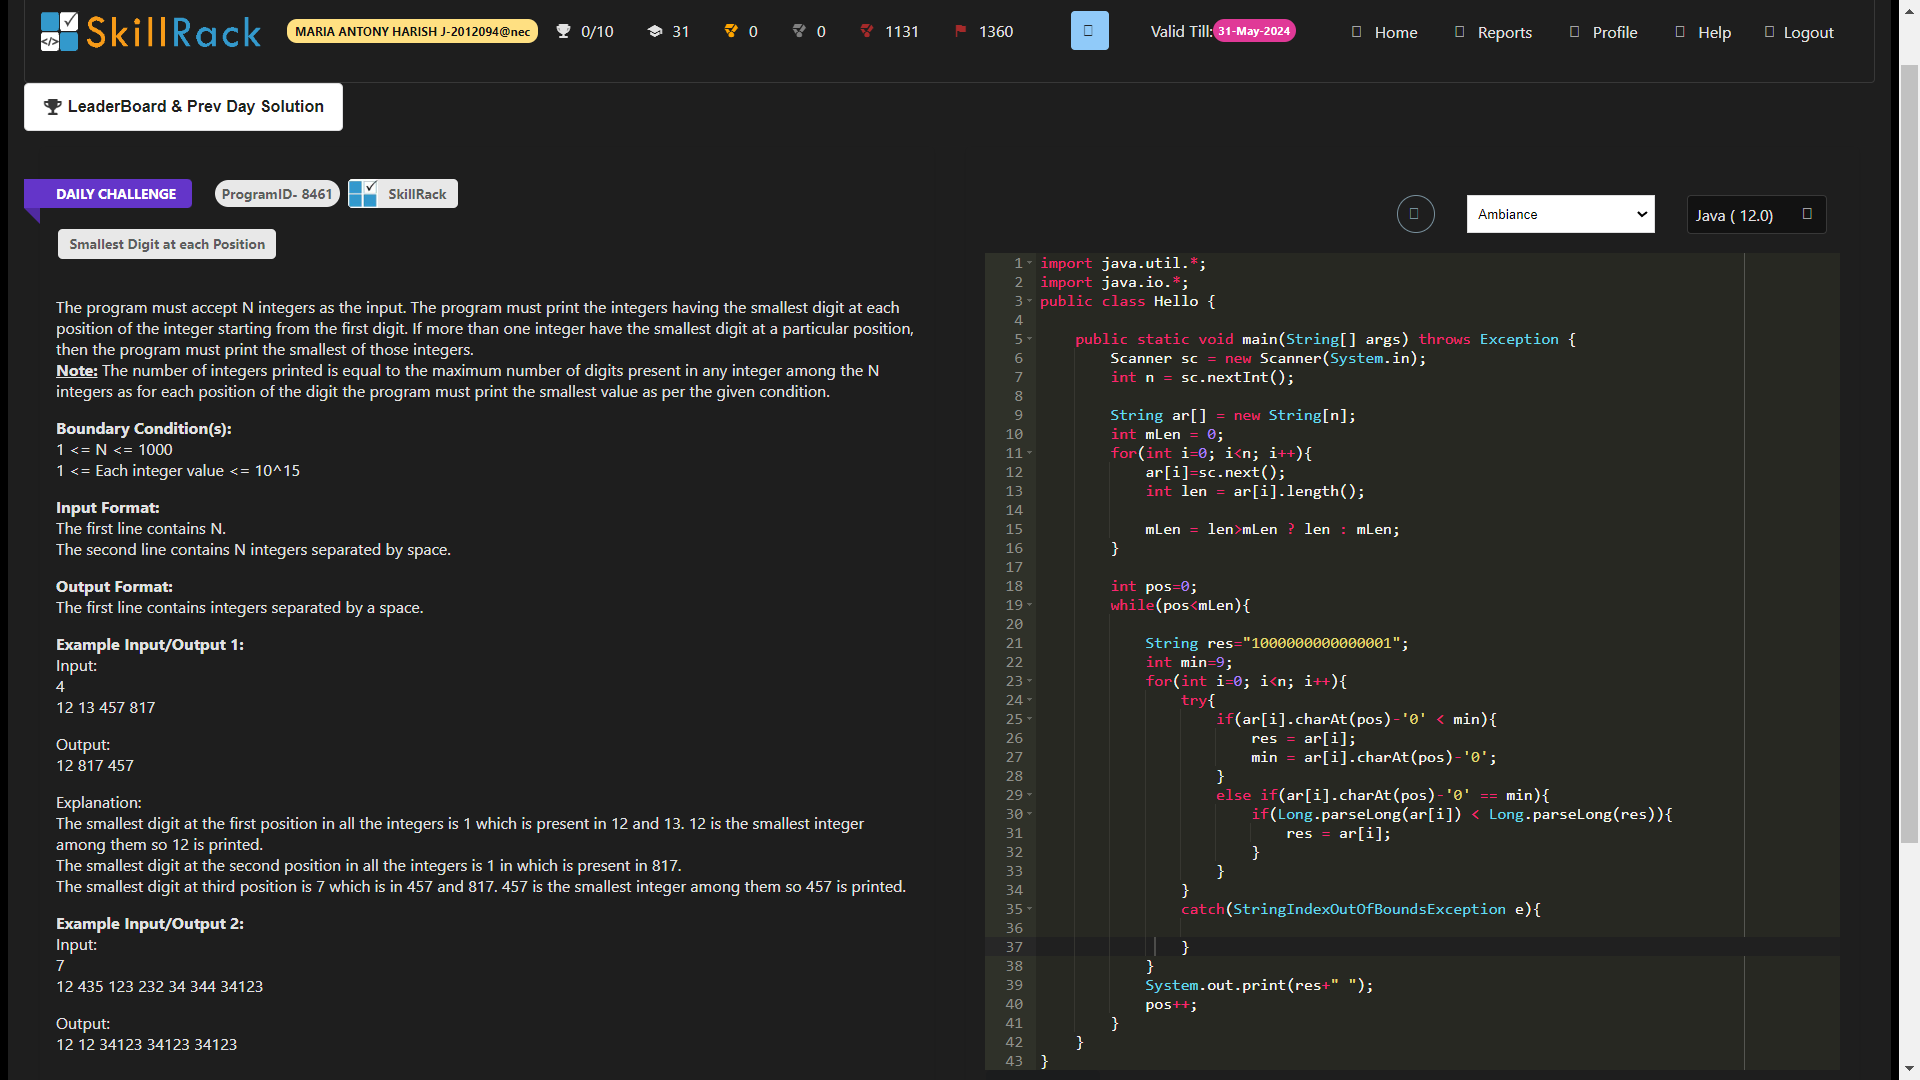 SkillRack
MARIA ANTONY HARISH J-2012094@nec
0/10
31
0
0
1131
1360
Valid Till: 31-May-2024
Home
Reports
Profile
Help
Logout
LeaderBoard & Prev Day Solution
DAILY CHALLENGE
ProgramID- 8461
SkillRack
Ambiance
Java ( 12.0)
Smallest Digit at each Position
The program must accept N integers as the input. The program must print the integers having the smallest digit at each
position of the integer starting from the first digit. If more than one integer have the smallest digit at a particular position,
then the program must print the smallest of those integers.
Note: The number of integers printed is equal to the maximum number of digits present in any integer among the N
integers as for each position of the digit the program must print the smallest value as per the given condition.
Boundary Condition(s):
1 <= N <= 1000
1 <= Each integer value <= 10^15
Input Format:
The first line contains N.
The second line contains N integers separated by space.
Output Format:
The first line contains integers separated by a space.
Example Input/Output 1:
Input:
4
12 13 457 817
Output:
12 817 457
Explanation:
The smallest digit at the first position in all the integers is 1 which is present in 12 and 13. 12 is the smallest integer
among them so 12 is printed.
The smallest digit at the second position in all the integers is 1 in which is present in 817.
The smallest digit at third position is 7 which is in 457 and 817. 457 is the smallest integer among them so 457 is printed.
Example Input/Output 2:
Input:
7
12 435 123 232 34 344 34123
Output:
12 12 34123 34123 34123
1 import java.util.*;
2 import java.io.*;
3 public class Hello {
4
5 public static void main(String[] args) throws Exception {
6 Scanner sc = new Scanner(System.in);
7 int n = sc.nextInt();
8
9 String ar[] = new String[n];
10 int mLen = 0;
11 for(int i=0; i<n; i++){
12 ar[i]=sc.next();
13 int len = ar[i].length();
14
15 mLen = len>mLen ? len : mLen;
16 }
17
18 int pos=0;
19 while(pos<mLen){
20
21 String res="1000000000000001";
22 int min=9;
23 for(int i=0; i<n; i++){
24 try{
25 if(ar[i].charAt(pos)-'0' < min){
26 res = ar[i];
27 min = ar[i].charAt(pos)-'0';
28 }
29 else if(ar[i].charAt(pos)-'0' == min){
30 if(Long.parseLong(ar[i]) < Long.parseLong(res)){
31 res = ar[i];
32 }
33 }
34 }
35 catch(StringIndexOutOfBoundsException e){
36
37 }
38 }
39 System.out.print(res+" ");
40 pos++;
41 }
42 }
43 }